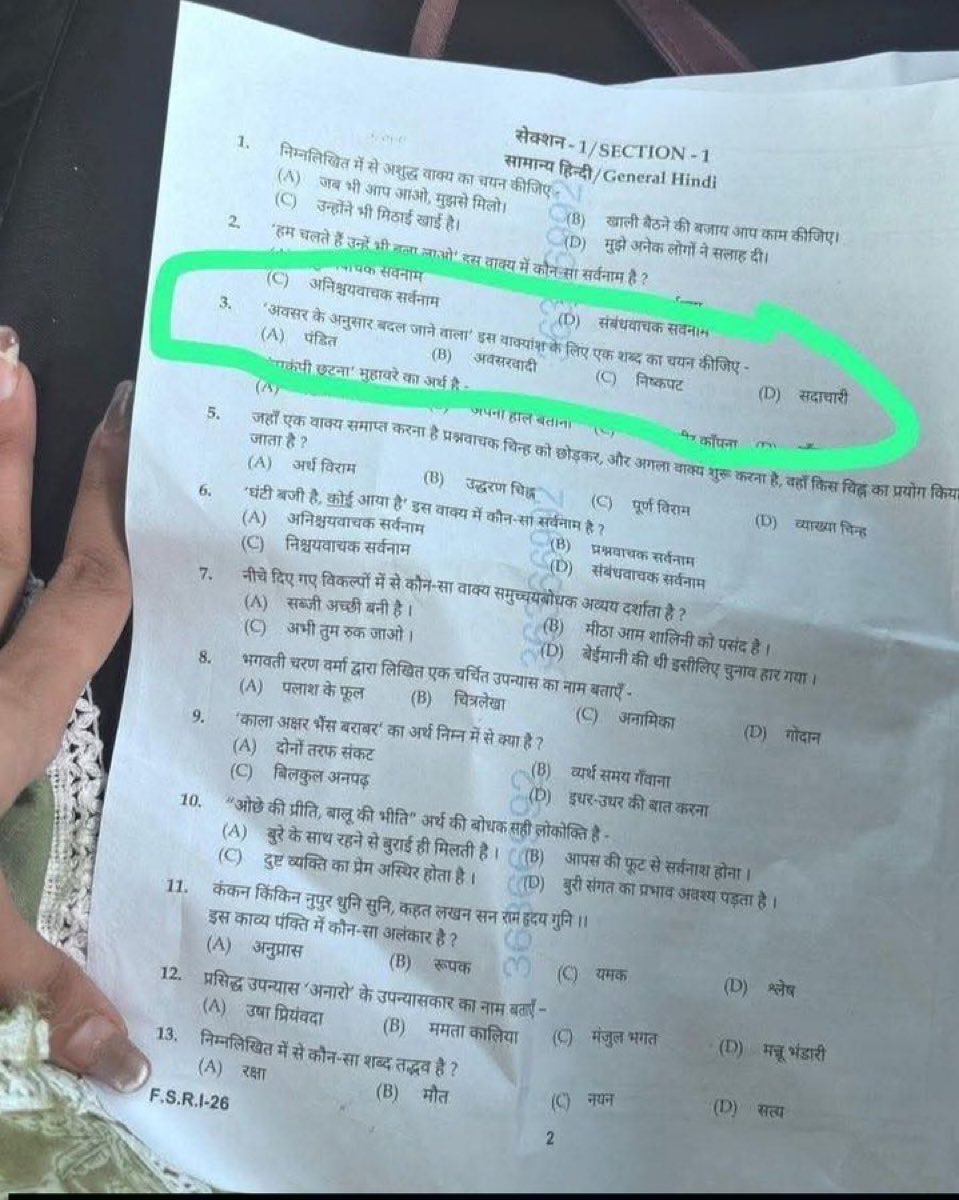 सेक्शन - 1/SECTION - 1
सामान्य हिन्दी/General Hindi
1. निम्नलिखित में से अशुद्ध वाक्य का चयन कीजिए
(A) जब भी आप आओ, मुझसे मिलो। (B) खाली बैठने की बजाय आप काम कीजिए।
(C) उन्होंने भी मिठाई खाई है। (D) मुझे अनेक लोगों ने सलाह दी।
2. 'हम चलते हैं उन्हें भी बुला लाओ' इस वाक्य में कौन-सा सर्वनाम है ?
सर्वनाम
(C) अनिश्चयवाचक सर्वनाम (D) संबंधवाचक सर्वनाम
3. 'अवसर के अनुसार बदल जाने वाला' इस वाक्यांश के लिए एक शब्द का चयन कीजिए -
(A) पंडित (B) अवसरवादी (C) निष्कपट (D) सदाचारी
छूटना' मुहावरे का अर्थ है -
(A) अपना हाल बताना काँपना
5. जहाँ एक वाक्य समाप्त करना है प्रश्नवाचक चिन्ह को छोड़कर, और अगला वाक्य शुरू करना है, वहाँ किस चिह्न का प्रयोग किया
जाता है ?
(A) अर्ध विराम (B) उद्धरण चिह्न (C) पूर्ण विराम (D) व्याख्या चिन्ह
6. 'घंटी बजी है, कोई आया है' इस वाक्य में कौन-सा सर्वनाम है ?
(A) अनिश्चयवाचक सर्वनाम (B) प्रश्नवाचक सर्वनाम
(C) निश्चयवाचक सर्वनाम (D) संबंधवाचक सर्वनाम
7. नीचे दिए गए विकल्पों में से कौन-सा वाक्य समुच्चयबोधक अव्यय दर्शाता है ?
(A) सब्जी अच्छी बनी है । (B) मीठा आम शालिनी को पसंद है ।
(C) अभी तुम रुक जाओ । (D) बेईमानी की थी इसीलिए चुनाव हार गया ।
8. भगवती चरण वर्मा द्वारा लिखित एक चर्चित उपन्यास का नाम बताएँ -
(A) पलाश के फूल (B) चित्रलेखा (C) अनामिका (D) गोदान
9. 'काला अक्षर भैंस बराबर' का अर्थ निम्न में से क्या है ?
(A) दोनों तरफ संकट (B) व्यर्थ समय गँवाना
(C) बिलकुल अनपढ़ (D) इधर-उधर की बात करना
10. "ओछे की प्रीति, बालू की भीति" अर्थ की बोधक सही लोकोक्ति है -
(A) बुरे के साथ रहने से बुराई ही मिलती है । (B) आपस की फूट से सर्वनाश होना ।
(C) दुष्ट व्यक्ति का प्रेम अस्थिर होता है । (D) बुरी संगत का प्रभाव अवश्य पड़ता है ।
11. कंकन किंकिन नुपुर धुनि सुनि, कहत लखन सन राम हृदय गुनि ।।
इस काव्य पंक्ति में कौन-सा अलंकार है ?
(A) अनुप्रास (B) रूपक (C) यमक (D) श्लेष
12. प्रसिद्ध उपन्यास 'अनारो' के उपन्यासकार का नाम बताएँ -
(A) उषा प्रियंवदा (B) ममता कालिया (C) मंजुल भगत (D) मन्नू भंडारी
13. निम्नलिखित में से कौन-सा शब्द तद्भव है ?
(A) रक्षा (B) मौत (C) नयन (D) सत्य
F.S.R.I-26
2